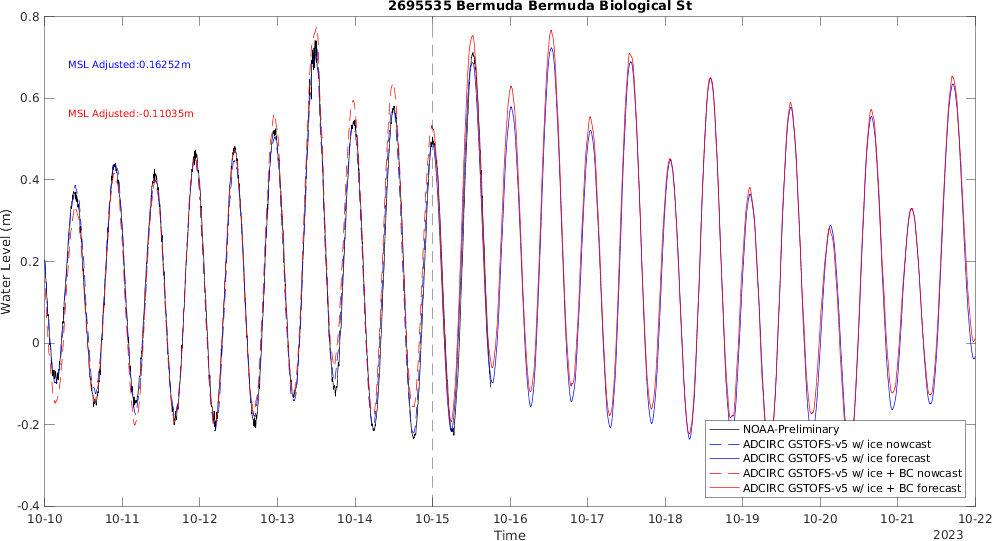 2695535 Bermuda Bermuda Biological St
MSL Adjusted:0.16252m
MSL Adjusted:-0.11035m
Water Level (m)
0.8
0.6
0.4
0.2
0
-0.2
-0.4
NOAA-Preliminary
ADCIRC GSTOFS-v5 w/ ice nowcast
ADCIRC GSTOFS-v5 w/ ice forecast
ADCIRC GSTOFS-v5 w/ ice + BC nowcast
ADCIRC GSTOFS-v5 w/ ice + BC forecast
10-10 10-11 10-12 10-13 10-14 10-15 10-16 10-17 10-18 10-19 10-20 10-21 10-22
Time
2023